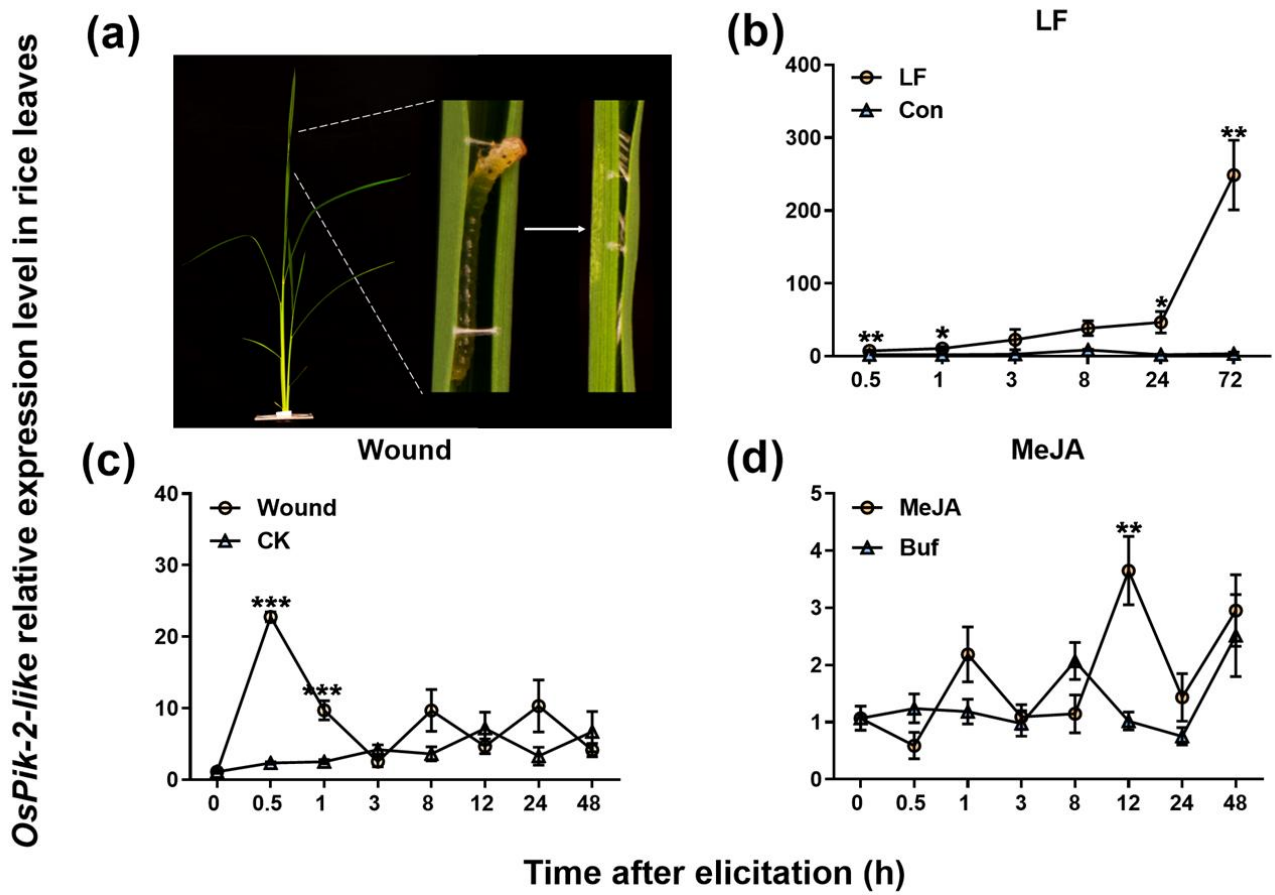 OsPik-2-like relative expression level in rice leaves
(a)
(b)
LF
400
300
200
100
0
LF
Con
**
*
*
**
0.5 1 3 8 24 72
(c)
Wound
40
30
20
10
0
Wound
CK
***
***
0 0.5 1 3 8 12 24 48
(d)
MeJA
5
4
3
2
1
0
MeJA
Buf
**
0 0.5 1 3 8 12 24 48
Time after elicitation (h)